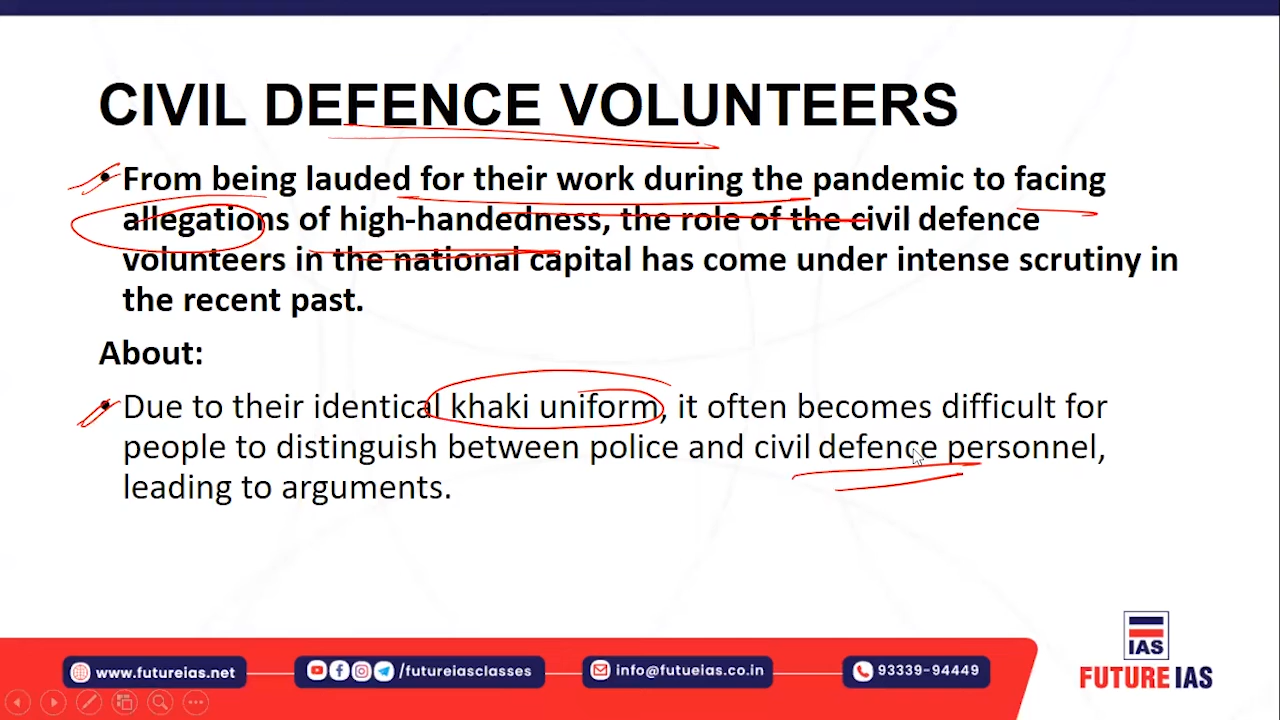 CIVIL DEFENCE VOLUNTEERS
• From being lauded for their work during the pandemic to facing
allegations of high-handedness, the role of the civil defence
volunteers in the national capital has come under intense scrutiny in
the recent past.
About:
• Due to their identical khaki uniform, it often becomes difficult for
people to distinguish between police and civil defence personnel,
leading to arguments.
IAS
FUTURE IAS
www.futureias.net
/futureiasclasses
info@futueias.co.in
93339-94449